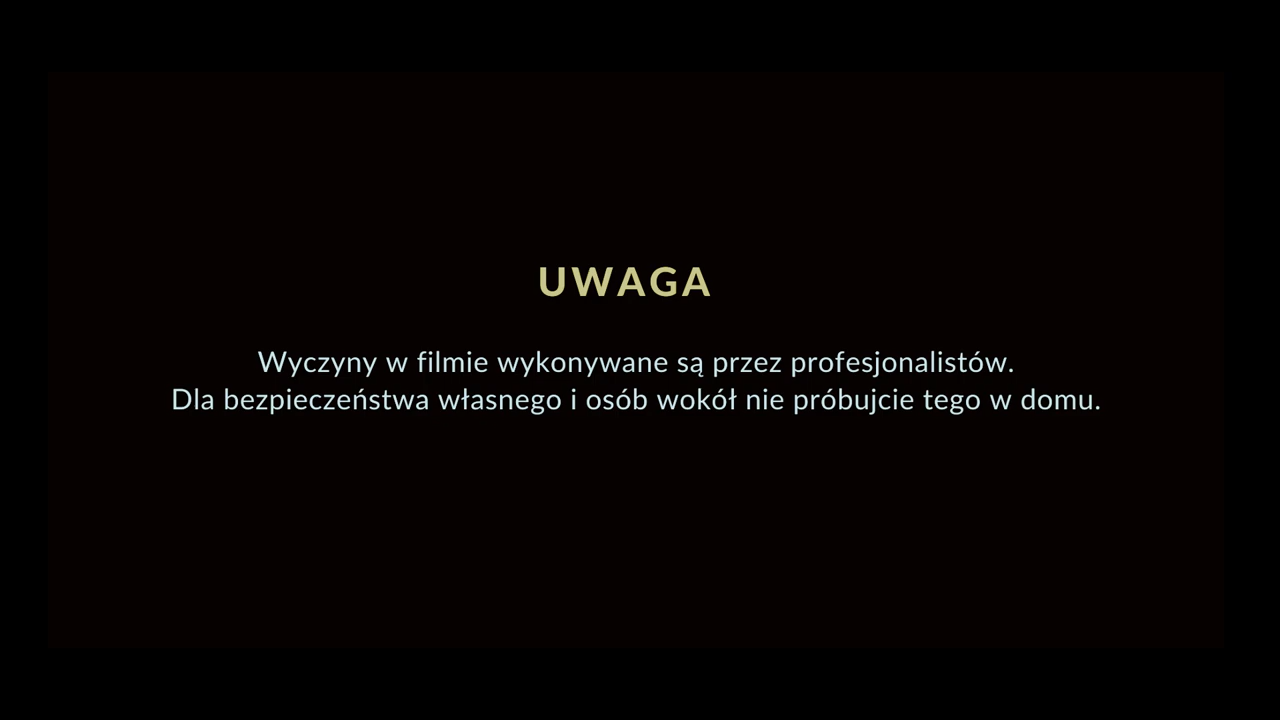 UWAGA
Wyczyny w filmie wykonywane są przez profesjonalistów.
Dla bezpieczeństwa własnego i osób wokół nie próbujcie tego w domu.